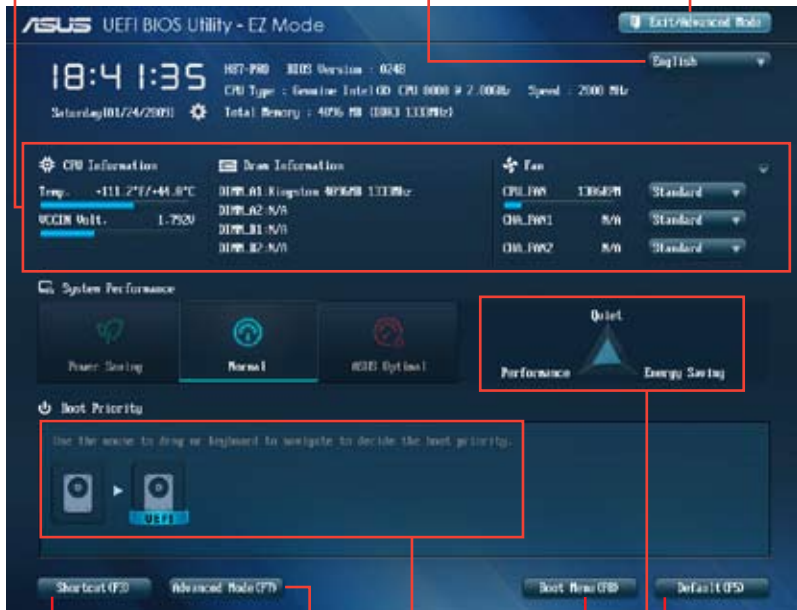 ASUS UEFI BIOS Utility - EZ Mode
Exit/Advanced Mode
English
18:41:35
Saturday[01/24/2009]
H87-PRO BIOS Version : 0248
CPU Type : Genuine Intel(R) CPU 0000 @ 2.00GHz Speed : 2000 MHz
Total Memory : 4096 MB (DDR3 1333MHz)
CPU Information
Temp. +111.2°F/+44.0°C
VCCIN Volt. 1.792V
Dram Information
DIMM_A1:Kingston 4096MB 1333MHz
DIMM_A2:N/A
DIMM_B1:N/A
DIMM_B2:N/A
Fan
CPU_FAN Standard
CHA_FAN1 N/A Standard
CHA_FAN2 N/A Standard
System Performance
Power Saving
Normal
ASUS Optimal
Quiet
Performance
Energy Saving
Boot Priority
Use the mouse to drag or keyboard to navigate to decide the boot priority.
UEFI
Shortcut(F3)
Advanced Mode(F7)
Boot Menu(F8)
Default(F5)